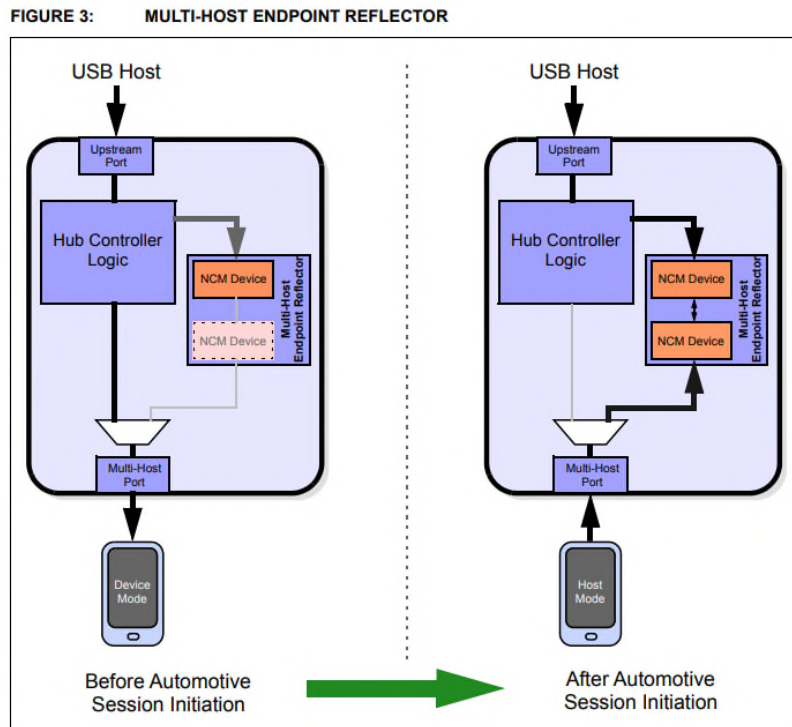 FIGURE 3: MULTI-HOST ENDPOINT REFLECTOR
USB Host
Upstream
Port
Hub Controller
Logic
NCM Device
NCM Device
Multi-Host
Endpoint Reflector
Multi-Host
Port
Device
Mode
Before Automotive
Session Initiation
USB Host
Upstream
Port
Hub Controller
Logic
NCM Device
NCM Device
Multi-Host
Endpoint Reflector
Multi-Host
Port
Host
Mode
After Automotive
Session Initiation